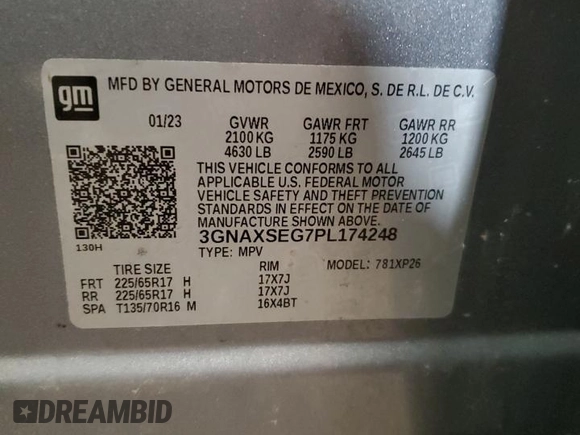 gm
MFD BY GENERAL MOTORS DE MEXICO, S. DE R.L. DE C.V.
01/23 GVWR GAWR FRT GAWR RR
2100 KG 1175 KG 1200 KG
4630 LB 2590 LB 2645 LB
THIS VEHICLE CONFORMS TO ALL
APPLICABLE U.S. FEDERAL MOTOR
VEHICLE SAFETY AND THEFT PREVENTION
STANDARDS IN EFFECT ON THE DATE OF
MANUFACTURE SHOWN ABOVE.
130H
3GNAXSEG7PL174248
TYPE: MPV MODEL: 781XP26
TIRE SIZE RIM
FRT 225/65R17 H 17X7J
RR 225/65R17 H 17X7J
SPA T135/70R16 M 16X4BT
DREAMBID